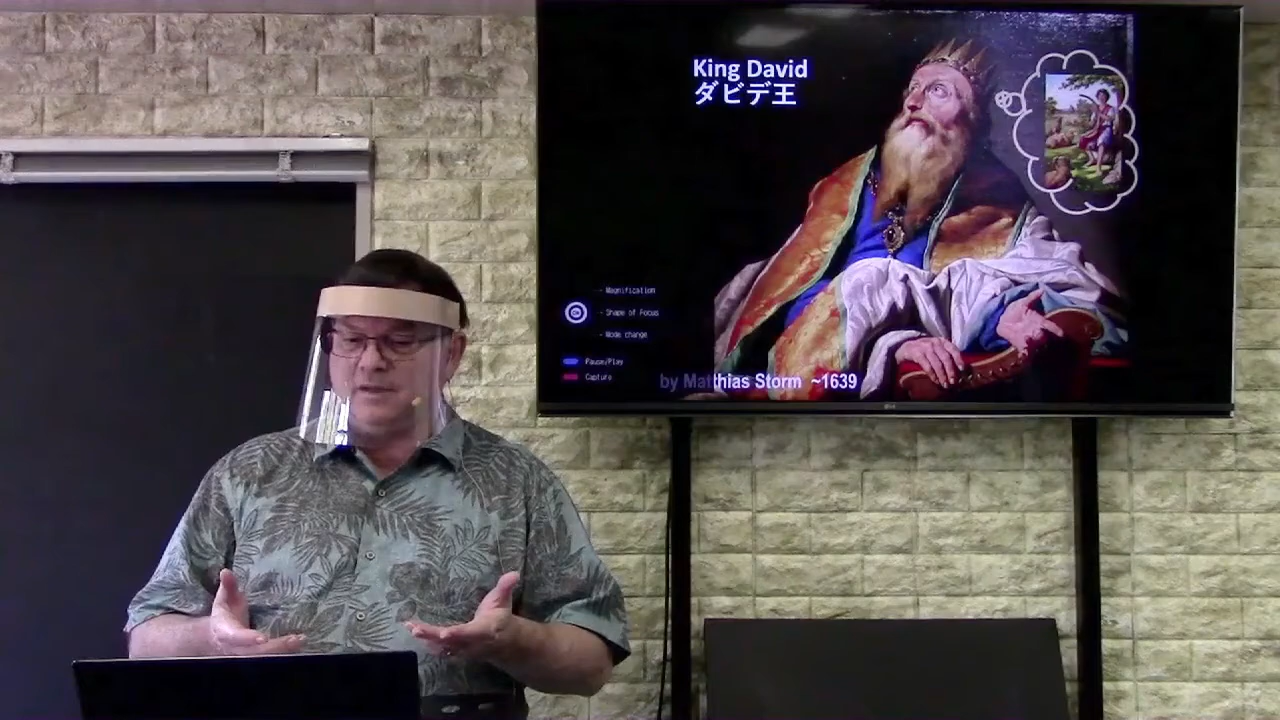 King David
ダビデ王
- Magnification
- Shape of Focus
- Mode change
Pause/Play
Capture
by Matthias Storm ~1639
LG